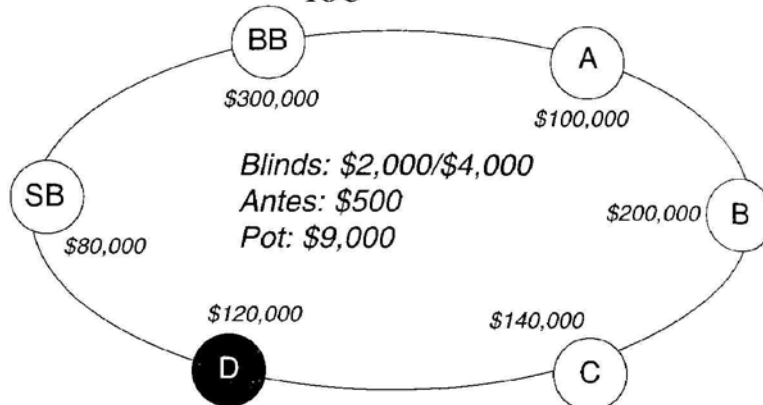 BB
A
$300,000
$100,000
Blinds: $2,000/$4,000
SB
Antes: $500
$200,000
B
Pot: $9,000
$80,000
$120,000
$140,000
D
C